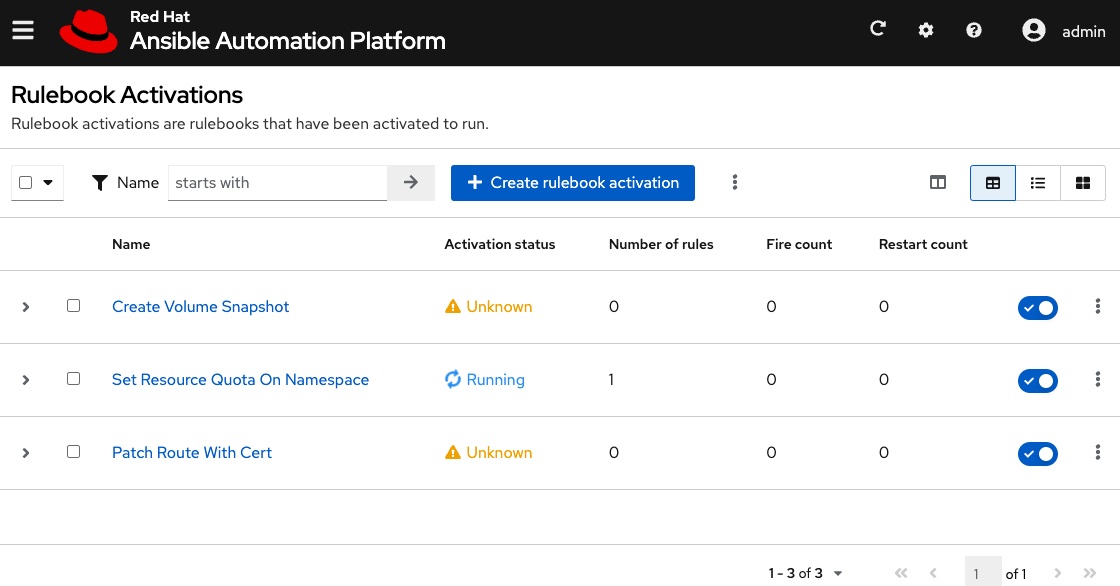 Red Hat
Ansible Automation Platform
admin
Rulebook Activations
Rulebook activations are rulebooks that have been activated to run.
Name starts with Create rulebook activation
Name Activation status Number of rules Fire count Restart count
Create Volume Snapshot Unknown 0 0 0
Set Resource Quota On Namespace Running 1 0 0
Patch Route With Cert Unknown 0 0 0
1 - 3 of 3 1 of 1